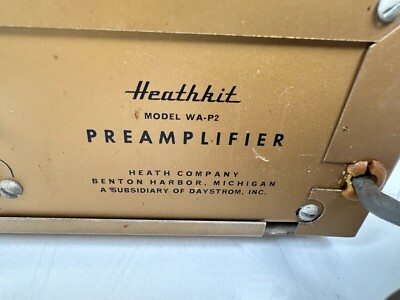 Heathkit
MODEL WA-P2
PREAMPLIFIER
HEATH COMPANY
BENTON HARBOR, MICHIGAN
A SUBSIDIARY OF DAYSTROM, INC.